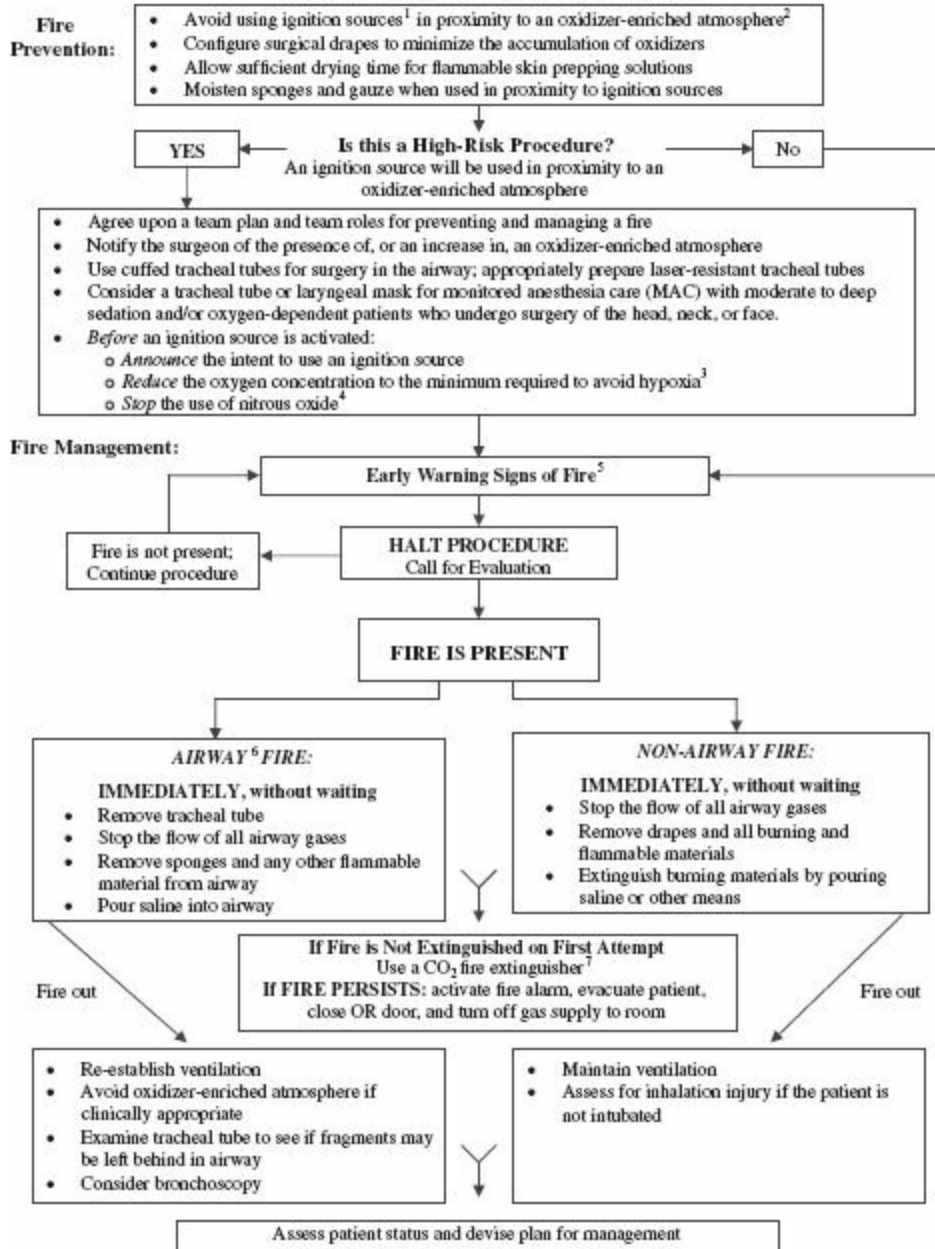 Fire
Prevention:
• Avoid using ignition sources¹ in proximity to an oxidizer-enriched atmosphere²
• Configure surgical drapes to minimize the accumulation of oxidizers
• Allow sufficient drying time for flammable skin prepping solutions
• Moisten sponges and gauze when used in proximity to ignition sources
YES
Is this a High-Risk Procedure?
An ignition source will be used in proximity to an
oxidizer-enriched atmosphere
No
• Agree upon a team plan and team roles for preventing and managing a fire
• Notify the surgeon of the presence of, or an increase in, an oxidizer-enriched atmosphere
• Use cuffed tracheal tubes for surgery in the airway; appropriately prepare laser-resistant tracheal tubes
• Consider a tracheal tube or laryngeal mask for monitored anesthesia care (MAC) with moderate to deep
sedation and/or oxygen-dependent patients who undergo surgery of the head, neck, or face.
• Before an ignition source is activated:
o Announce the intent to use an ignition source
o Reduce the oxygen concentration to the minimum required to avoid hypoxia³
o Stop the use of nitrous oxide⁴
Fire Management:
Early Warning Signs of Fire⁵
HALT PROCEDURE
Call for Evaluation
Fire is not present;
Continue procedure
FIRE IS PRESENT
AIRWAY⁶ FIRE:
IMMEDIATELY, without waiting
• Remove tracheal tube
• Stop the flow of all airway gases
• Remove sponges and any other flammable
material from airway
• Pour saline into airway
NON-AIRWAY FIRE:
IMMEDIATELY, without waiting
• Stop the flow of all airway gases
• Remove drapes and all burning and
flammable materials
• Extinguish burning materials by pouring
saline or other means
If Fire is Not Extinguished on First Attempt
Use a CO₂ fire extinguisher⁷
If FIRE PERSISTS: activate fire alarm, evacuate patient,
close OR door, and turn off gas supply to room
Fire out
Fire out
• Re-establish ventilation
• Avoid oxidizer-enriched atmosphere if
clinically appropriate
• Examine tracheal tube to see if fragments may
be left behind in airway
• Consider bronchoscopy
• Maintain ventilation
• Assess for inhalation injury if the patient is
not intubated
Assess patient status and devise plan for management